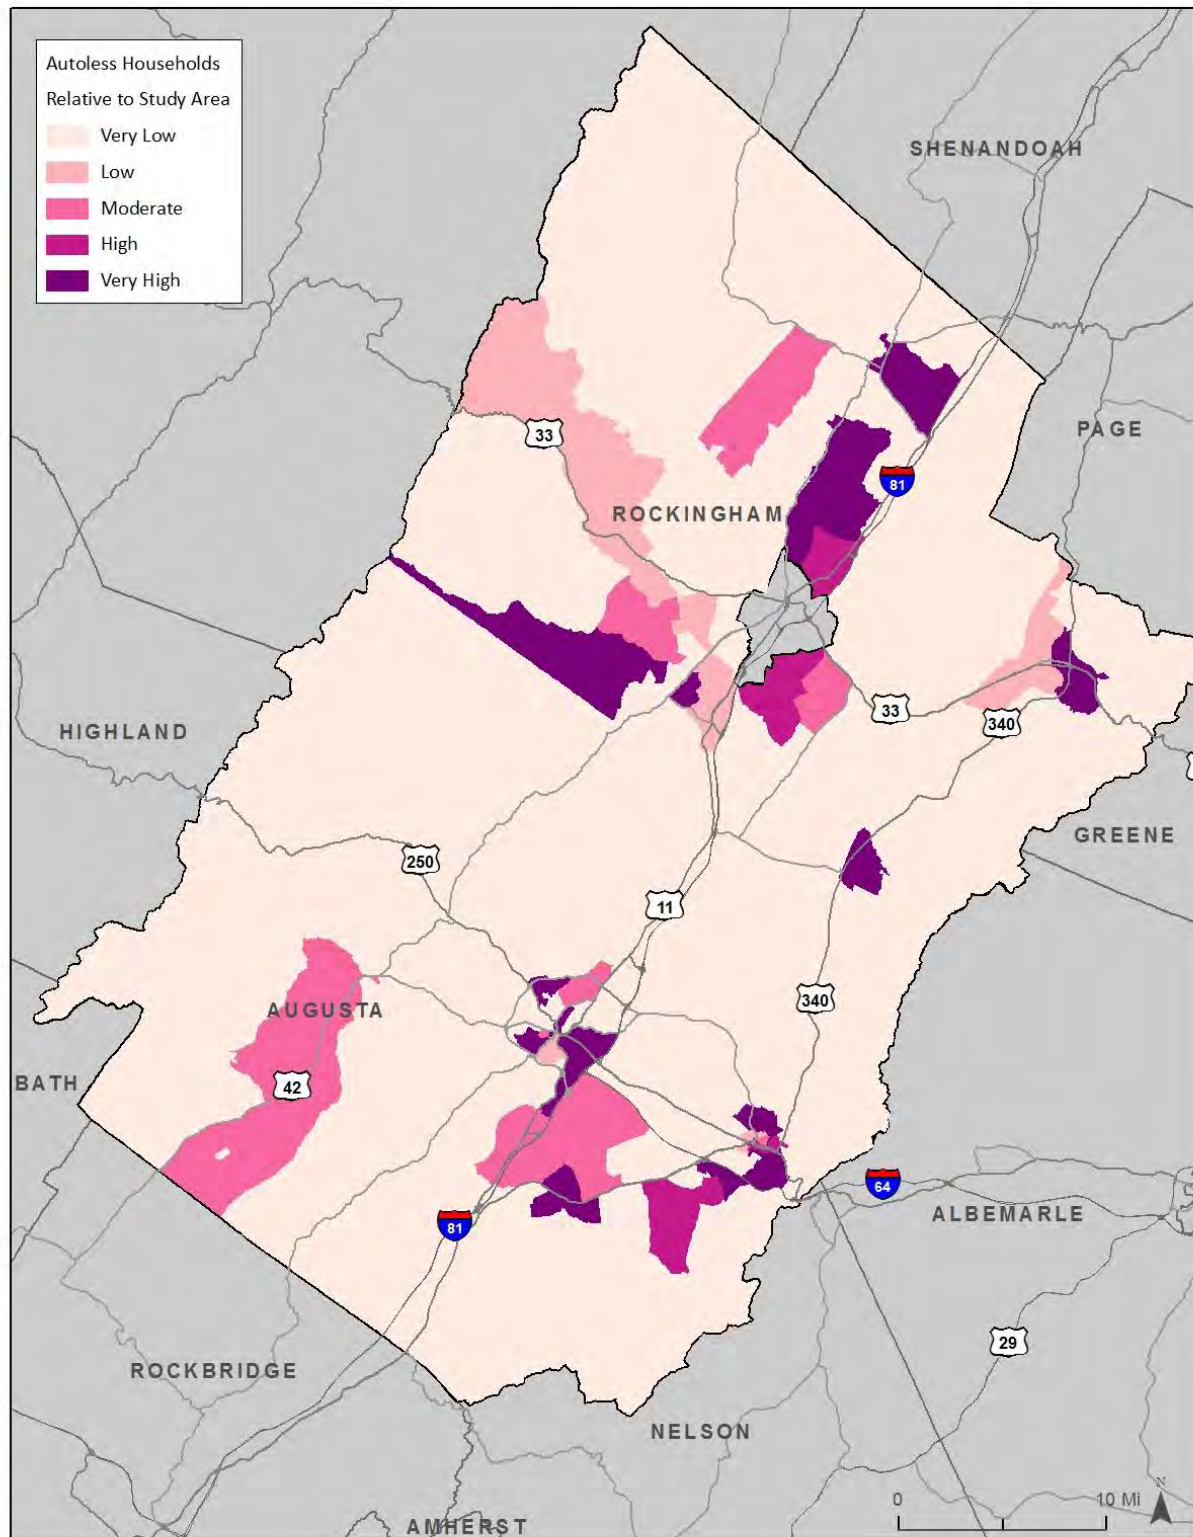 Autoless Households
Relative to Study Area
Very Low
Low
Moderate
High
Very High
SHENANDOAH
PAGE
33
81
ROCKINGHAM
HIGHLAND
33
340
GREENE
250
11
340
AUGUSTA
BATH
42
64
ALBEMARLE
81
29
ROCKBRIDGE
NELSON
AMHERST
0
10 Mi
N